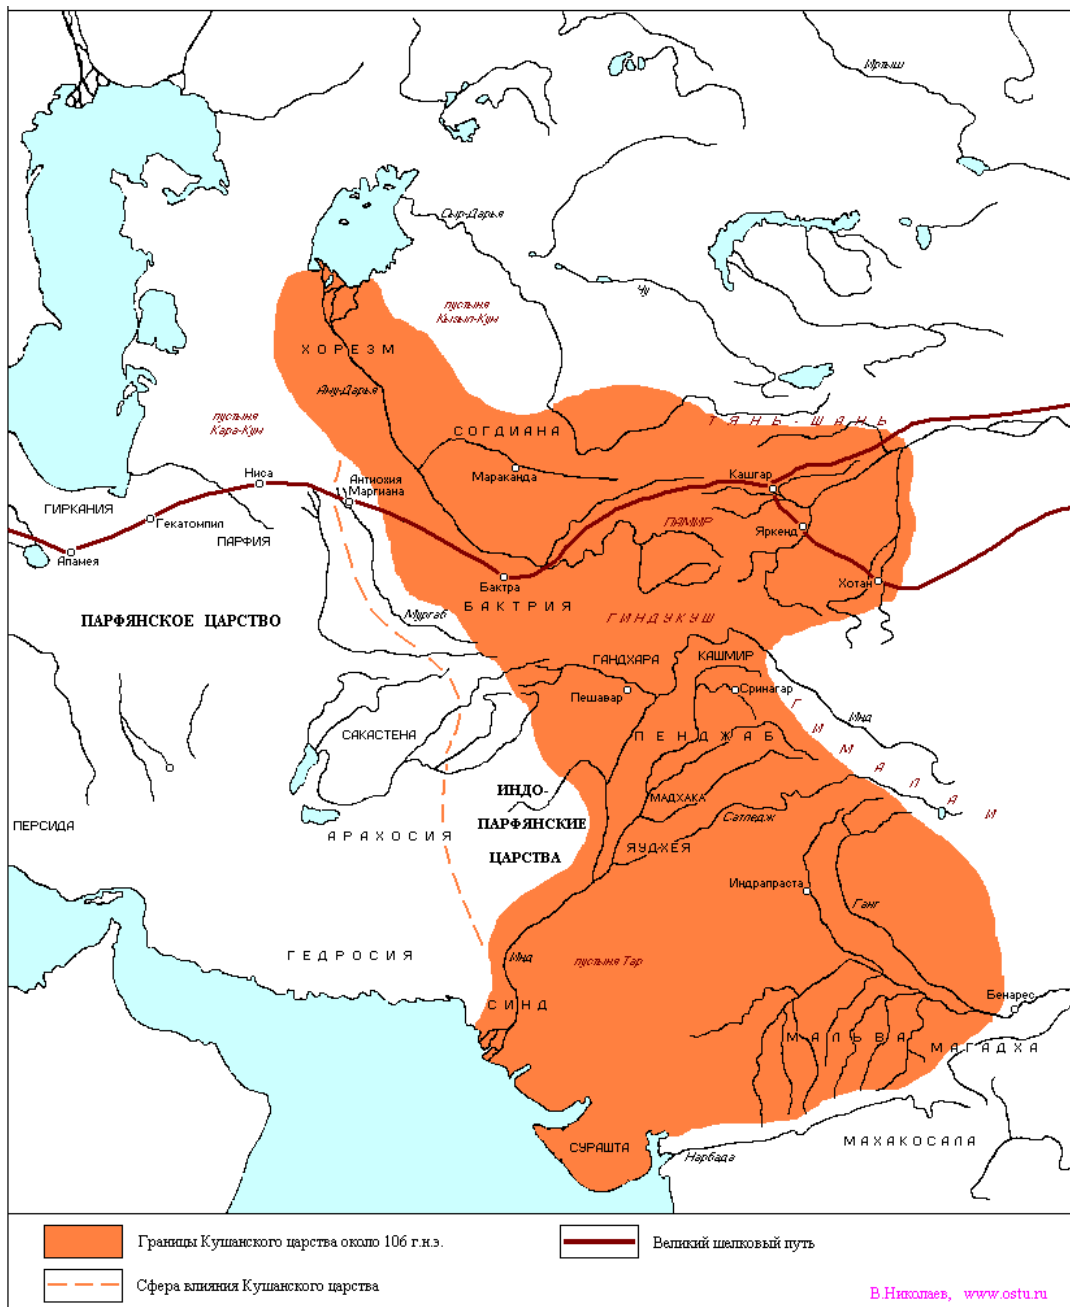 Иртыш
Сыр-Дарья
Чу
пустыня
Кызыл-Кум
ХОРЕЗМ
Аму-Дарья
пустыня
Кара-Кум
СОГДИАНА
ТЯНЬ-ШАНЬ
Мараканда
Кашгар
Ниса
Антиохия
Маргиана
ГИРКАНИЯ
Гекатомпил
ПАРФИЯ
ПАМИР
Яркенд
Апамея
Бактра
Хотан
БАКТРИЯ
ПАРФЯНСКОЕ ЦАРСТВО
Мургаб
ГИНДУКУШ
ГАНДХАРА
КАШМИР
Пешавар
Сринагар
Инд
ГИМАЛАИ
САКАСТЕНА
ПЕНДЖАБ
ИНДО-
ПАРФЯНСКИЕ
ЦАРСТВА
МАДХАКА
Сатледж
ПЕРСИДА
АРАХОСИЯ
ЯУДХЕЯ
Индрапраста
Ганг
ГЕДРОСИЯ
Инд
пустыня Тар
СИНД
Бенарес
МАЛЬВА
МАГАДХА
СУРАШТА
Нарбада
МАХАКОСАЛА
Границы Кушанского царства около 106 г.н.э.
Великий шелковый путь
Сфера влияния Кушанского царства
В.Николаев, www.ostu.ru